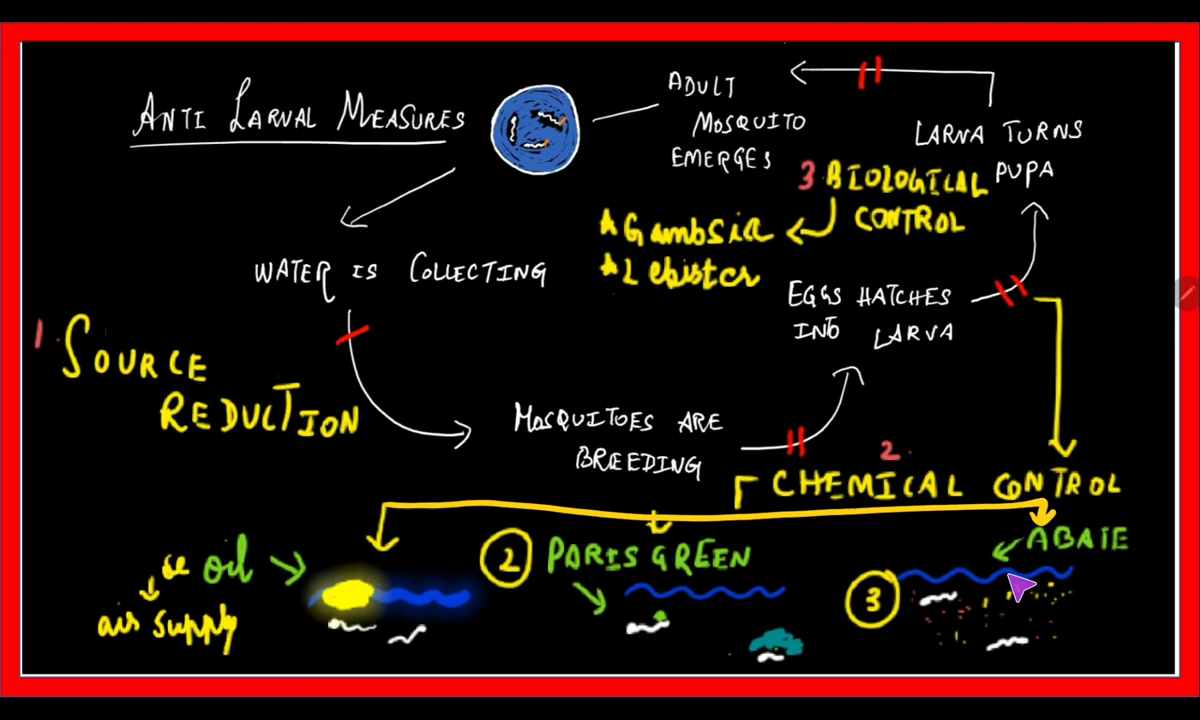 ANTI LARVAL MEASURES
ADULT
MOSQUITO
EMERGES
LARVA TURNS
PUPA
3 BIOLOGICAL
CONTROL
Gambsia
Lebister
WATER IS COLLECTING
EGGS HATCHES
INTO LARVA
1. SOURCE
REDUCTION
MOSQUITOES ARE
BREEDING
2.
CHEMICAL CONTROL
oil
air supply
2 PARIS GREEN
3 ABATE